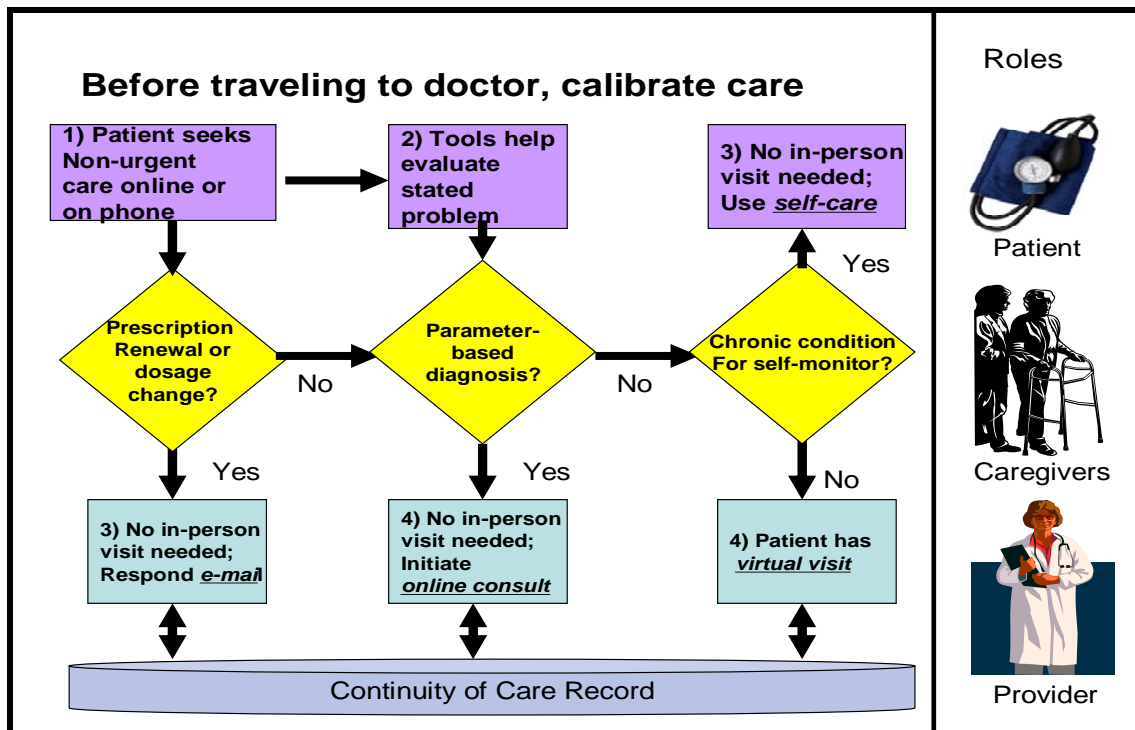 Before traveling to doctor, calibrate care
1) Patient seeks
Non-urgent
care online or
on phone
2) Tools help
evaluate
stated
problem
3) No in-person
visit needed;
Use self-care
Yes
Prescription
Renewal or
dosage
change?
No
Parameter-
based
diagnosis?
No
Chronic condition
For self-monitor?
Yes
Yes
No
3) No in-person
visit needed;
Respond e-mail
4) No in-person
visit needed;
Initiate
online consult
4) Patient has
virtual visit
Continuity of Care Record
Roles
Patient
Caregivers
Provider